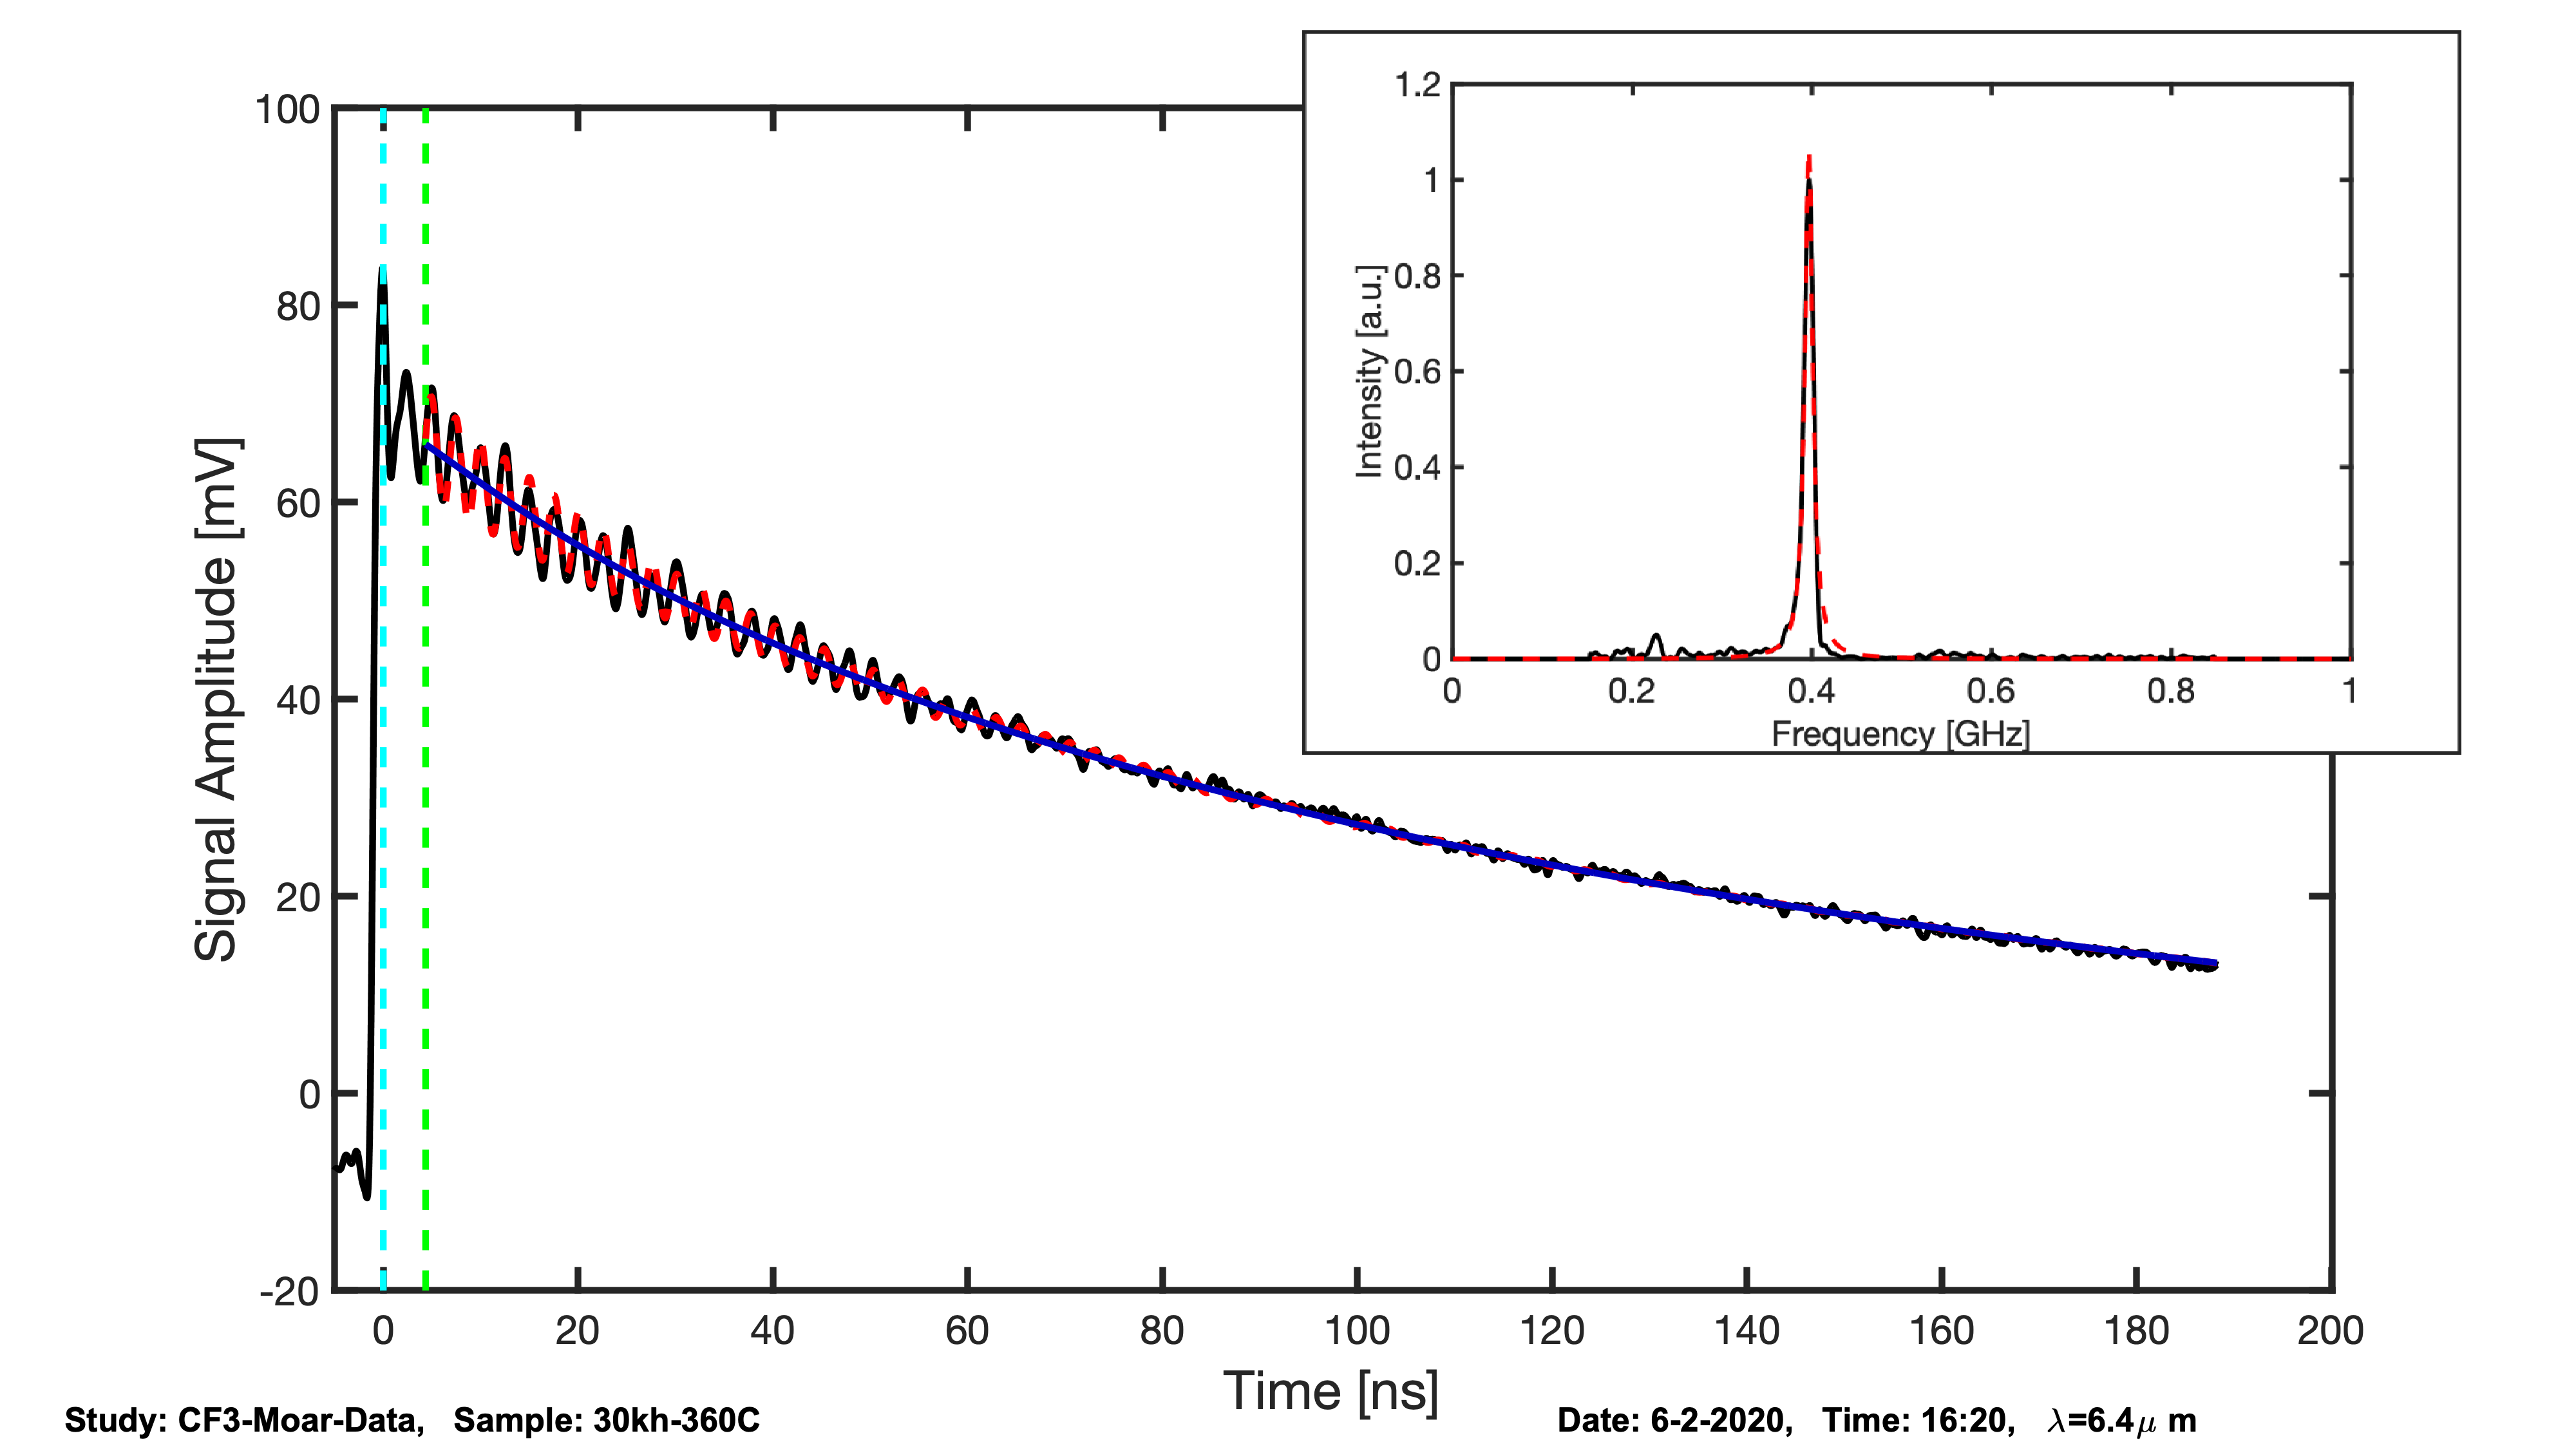 1.2
1
0.8
0.6
0.4
0.2
0
Intensity [a.u.]
0 0.2 0.4 0.6 0.8 1
Frequency [GHz]
100
80
60
40
20
0
-20
Signal Amplitude [mV]
0 20 40 60 80 100 120 140 160 180 200
Time [ns]
Study: CF3-Moar-Data, Sample: 30kh-360C
Date: 6-2-2020, Time: 16:20, λ=6.4μ m